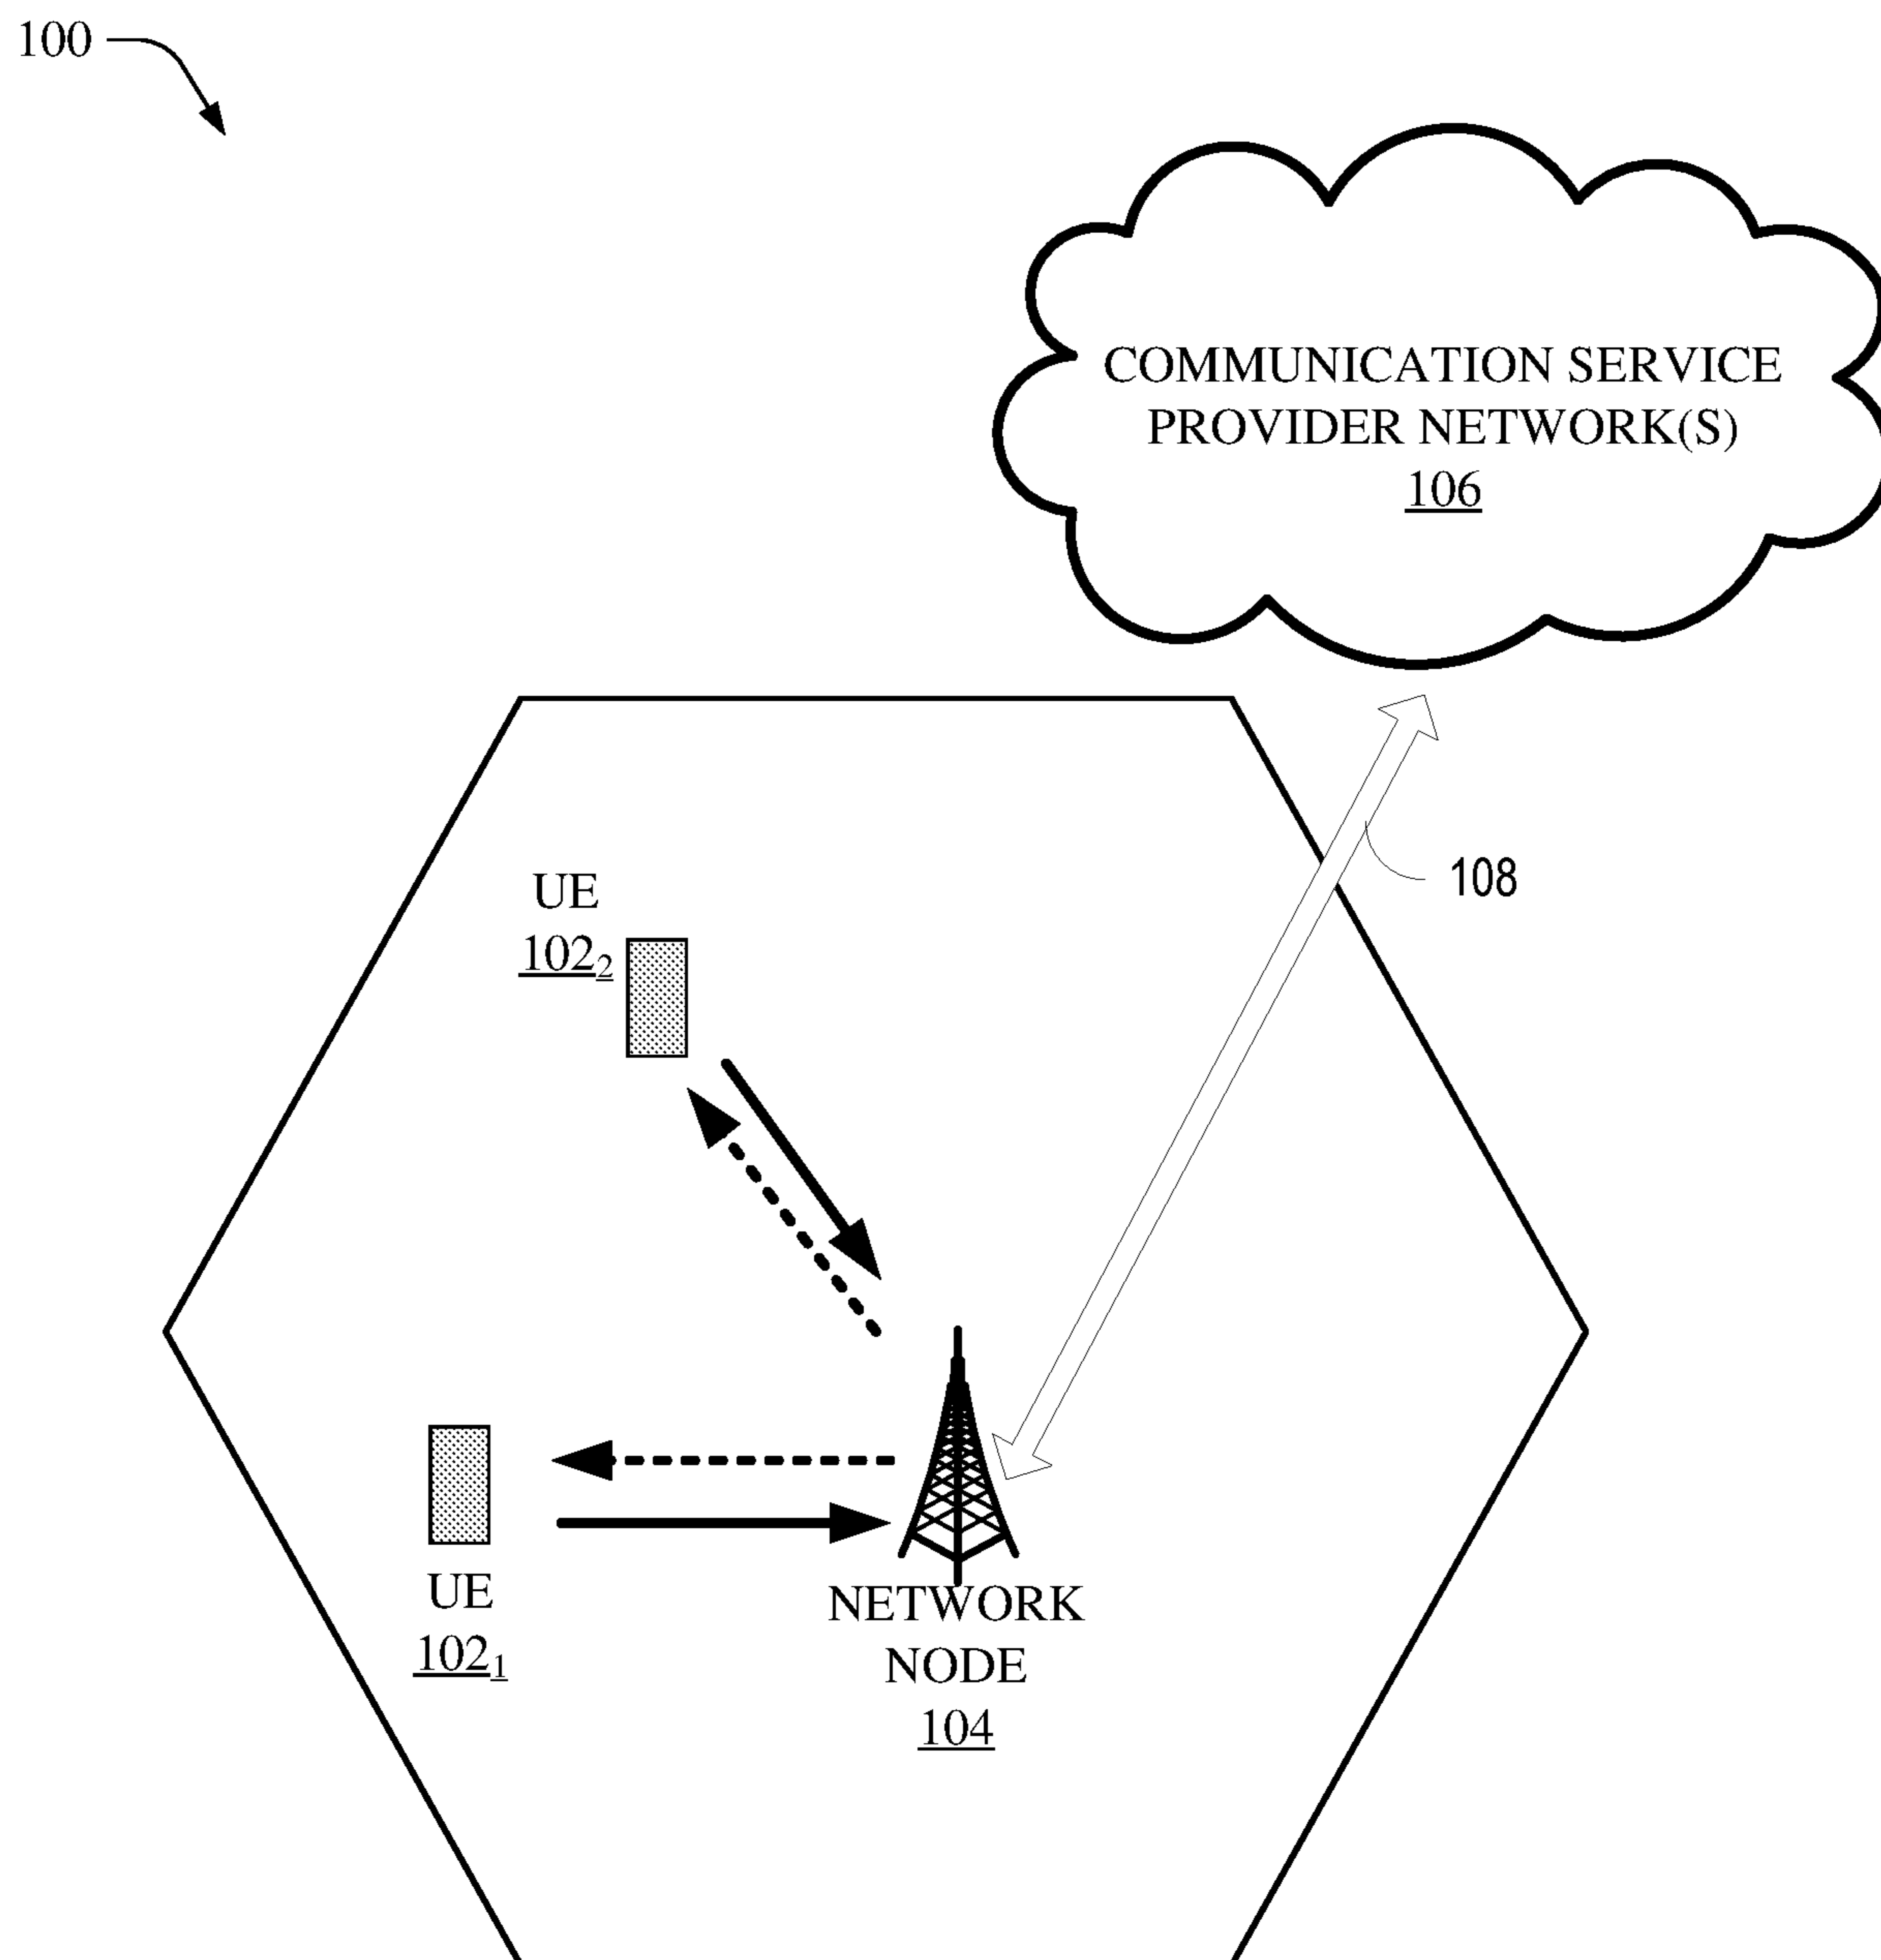 100
COMMUNICATION SERVICE
PROVIDER NETWORK(S)
106
108
UE
102₂
UE
102₁
NETWORK
NODE
104